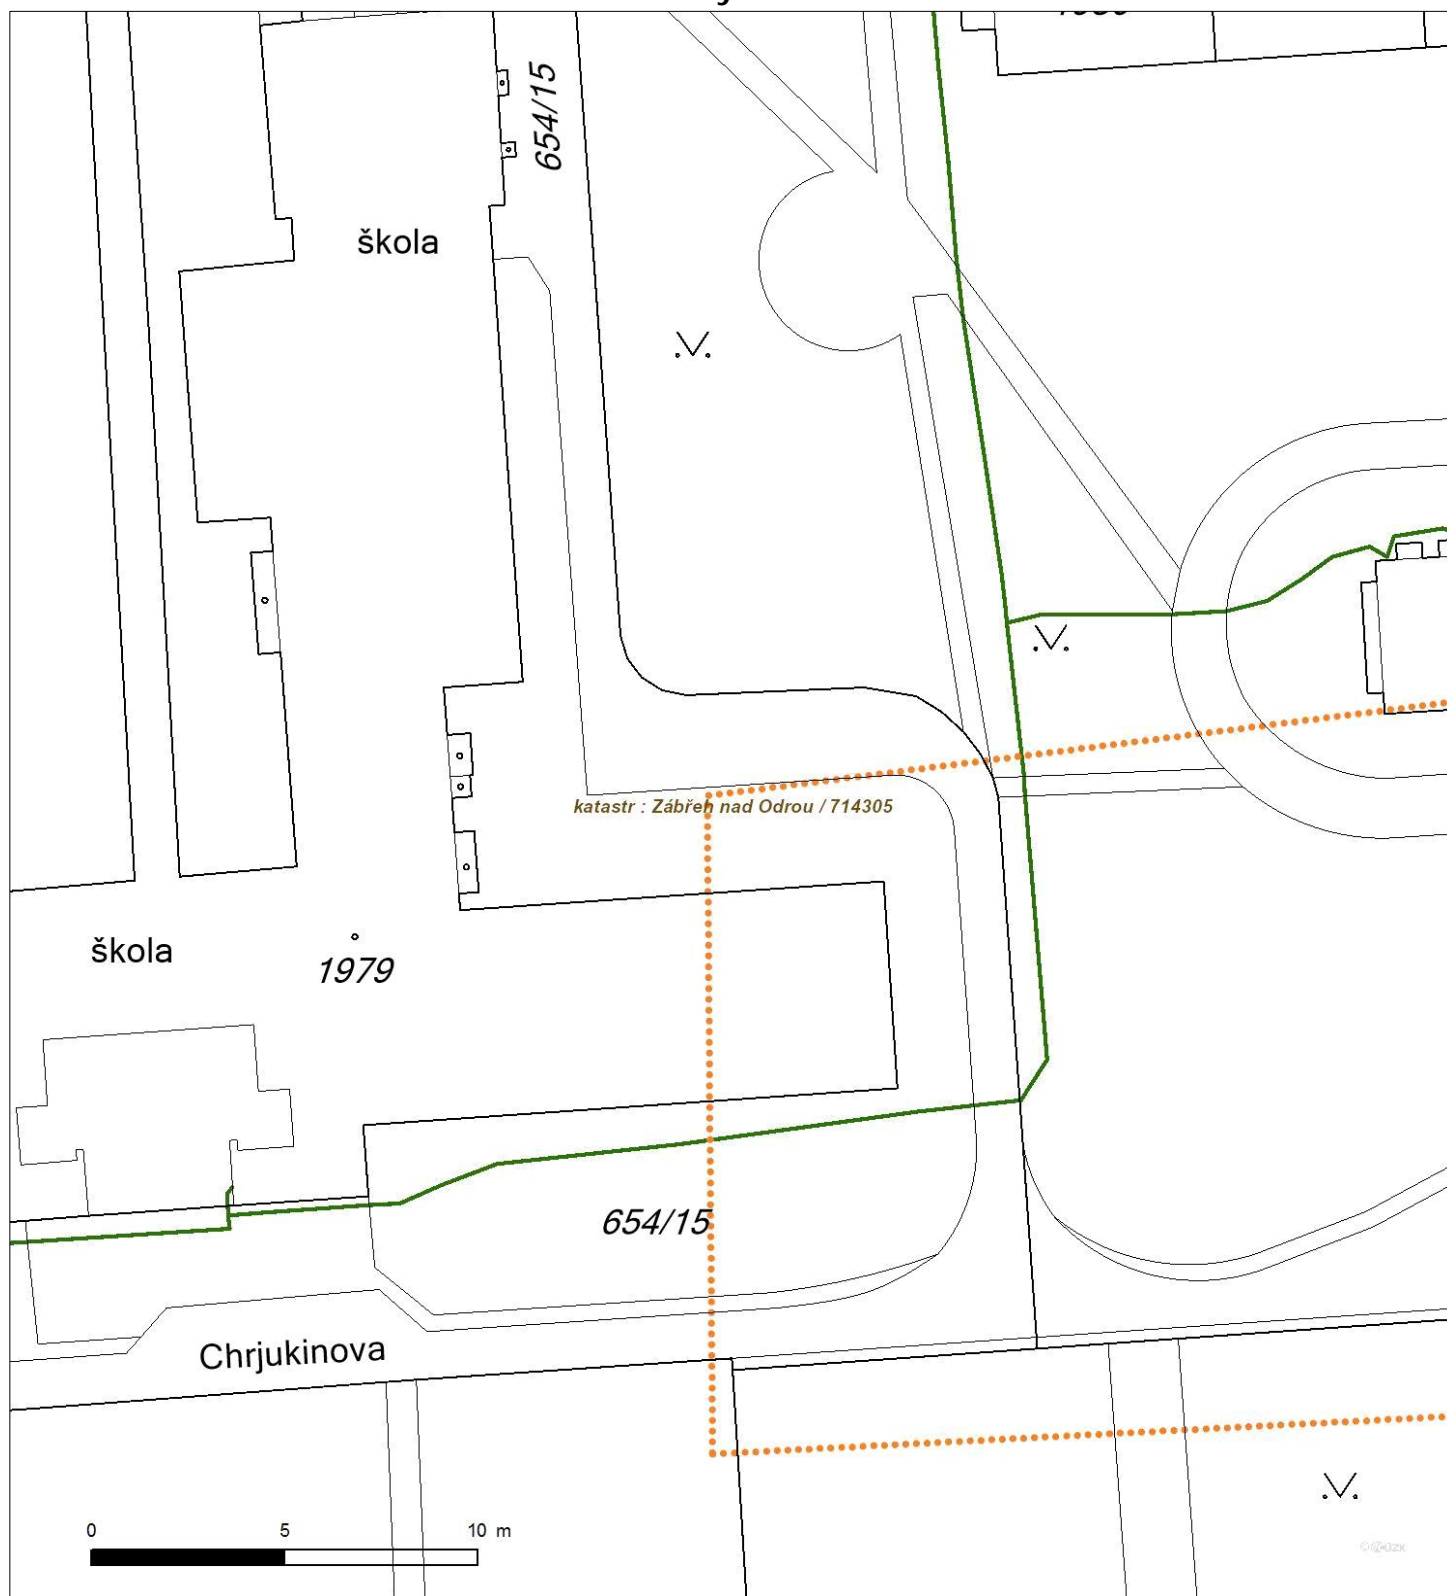 654/15
škola
katastr : Zábřeh nad Odrou / 714305
škola
1979
654/15
Chrjukinova
0 5 10 m